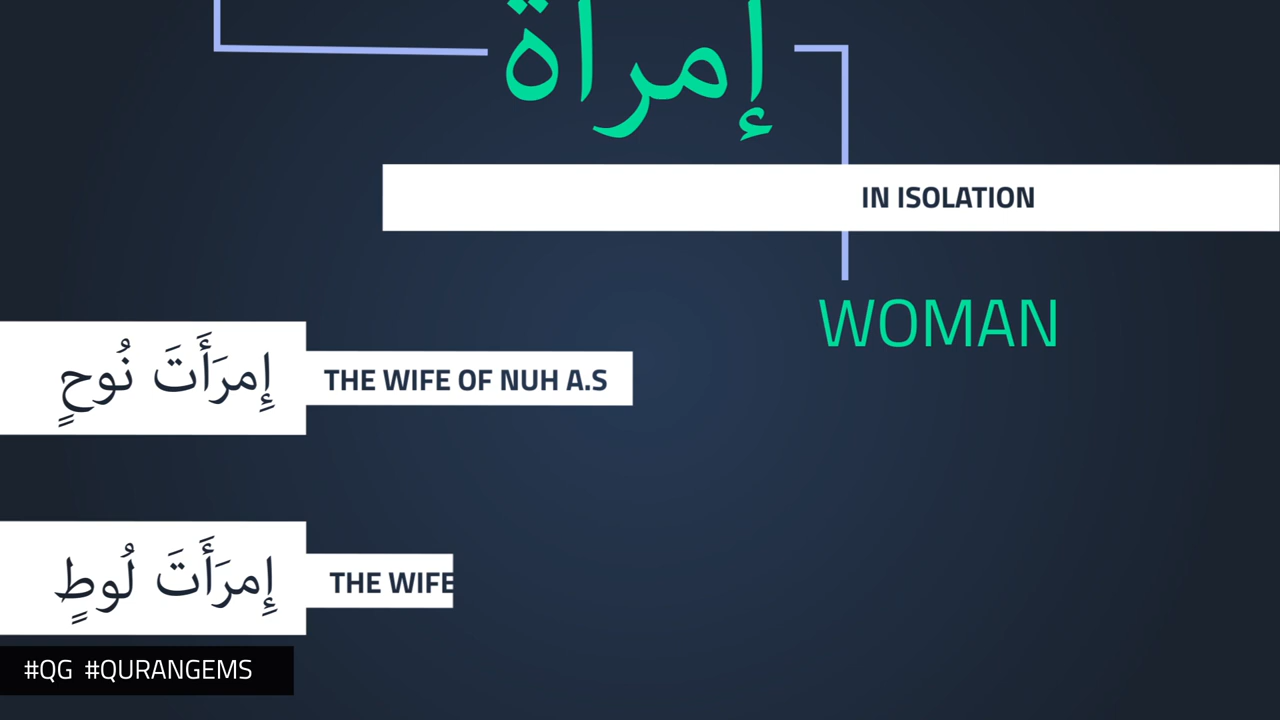 إمرأة
IN ISOLATION
WOMAN
إِمرَأَتَ نُوحٍ
THE WIFE OF NUH A.S
إِمرَأَتَ لُوطٍ
THE WIFE
#QG #QURANGEMS